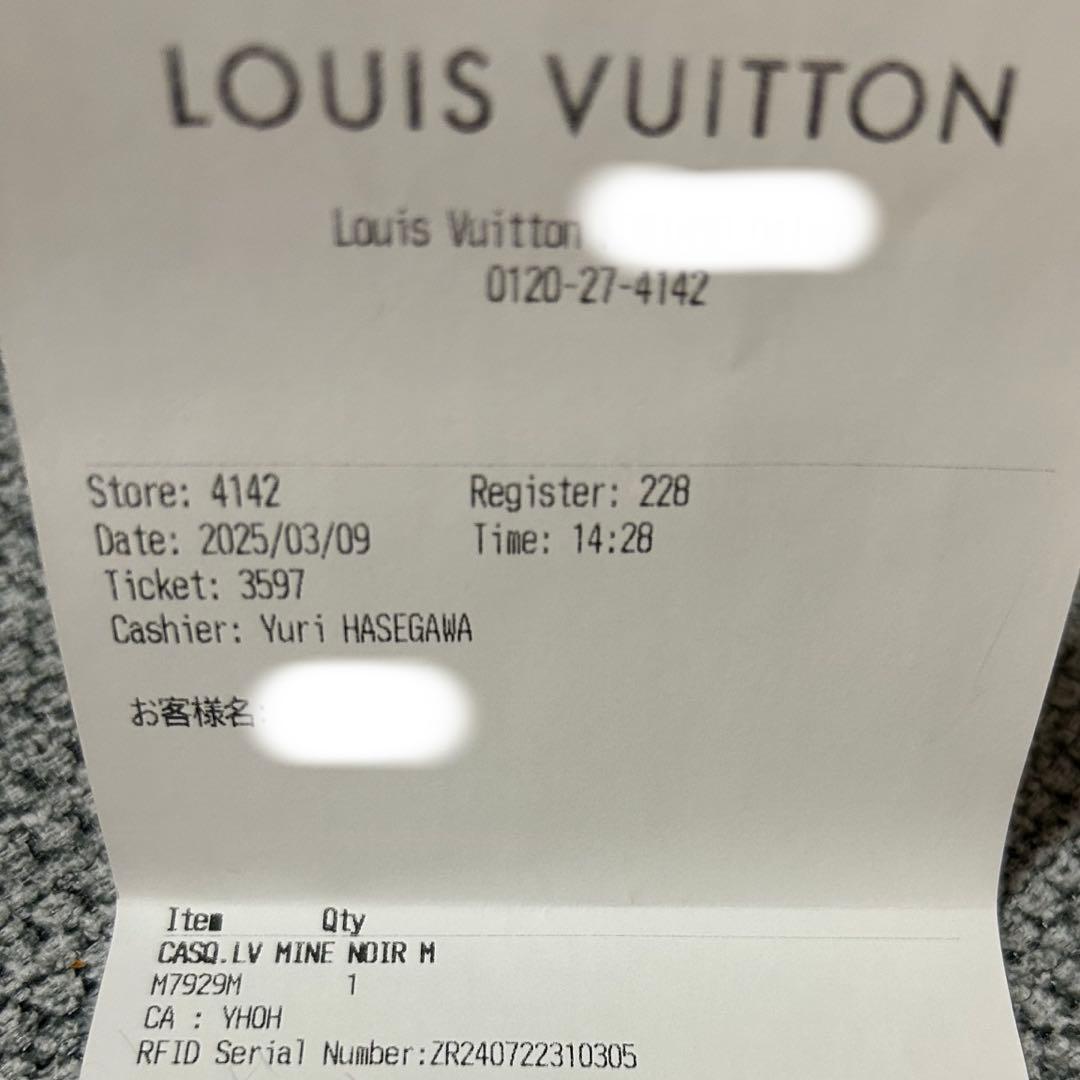 LOUIS VUITTON
Louis Vuitton
0120-27-4142
Store: 4142 Register: 228
Date: 2025/03/09 Time: 14:28
Ticket: 3597
Cashier: Yuri HASEGAWA
お客様名:
Item Qty
CASQ.LV MINE NOIR M
M7929M 1
CA : YHOH
RFID Serial Number:ZR240722310305